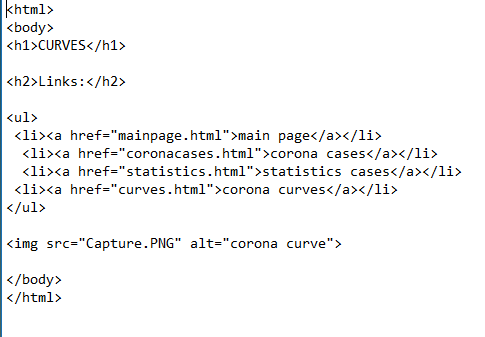 <html>
<body>
<h1>CURVES</h1>
<h2>Links:</h2>
<ul>
<li><a href="mainpage.html">main page</a></li>
<li><a href="coronacases.html">corona cases</a></li>
<li><a href="statistics.html">statistics cases</a></li>
<li><a href="curves.html">corona curves</a></li>
</ul>
<img src="Capture.PNG" alt="corona curve">
</body>
</html>